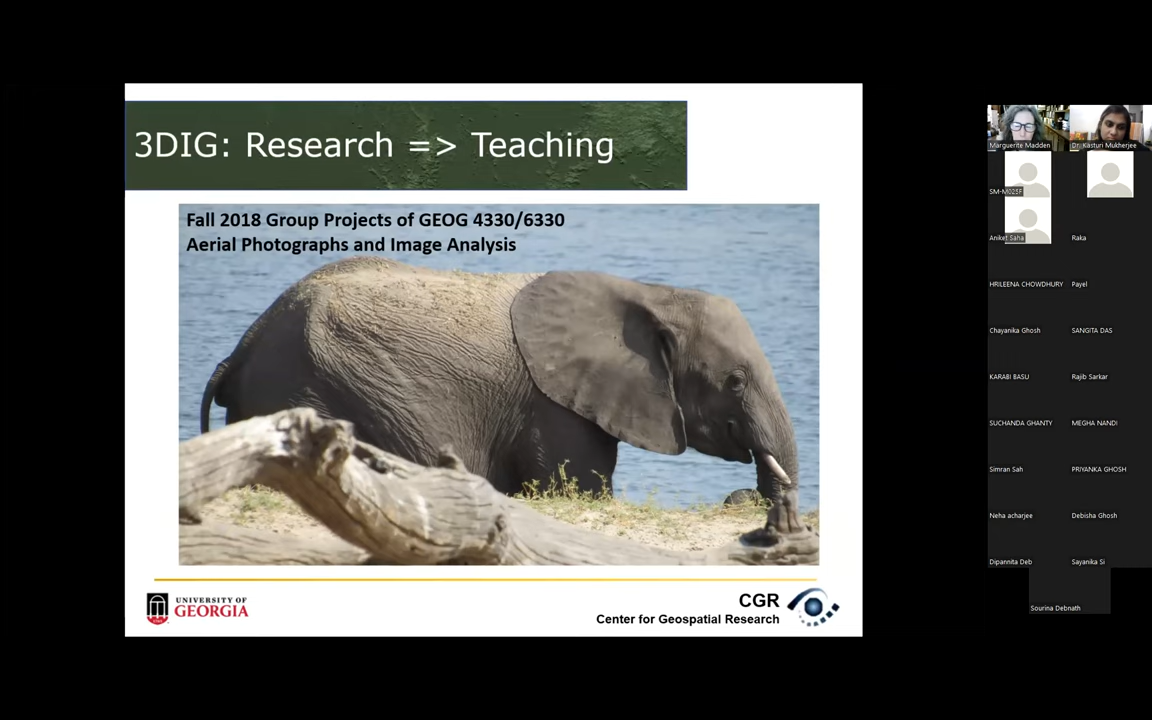 3DIG: Research => Teaching
Fall 2018 Group Projects of GEOG 4330/6330
Aerial Photographs and Image Analysis
UNIVERSITY OF
GEORGIA
CGR
Center for Geospatial Research
Marguerite Madden
Dr. Kasturi Mukherjee
SM-M025F
Aniket Saha
Raka
HRILEENA CHOWDHURY
Payel
Chayanika Ghosh
SANGITA DAS
KARABI BASU
Rajib Sarkar
SUCHANDA GHANTY
MEGHA NANDI
Simran Sah
PRIYANKA GHOSH
Neha acharjee
Debisha Ghosh
Dipannita Deb
Sayanika Si
Sourina Debnath